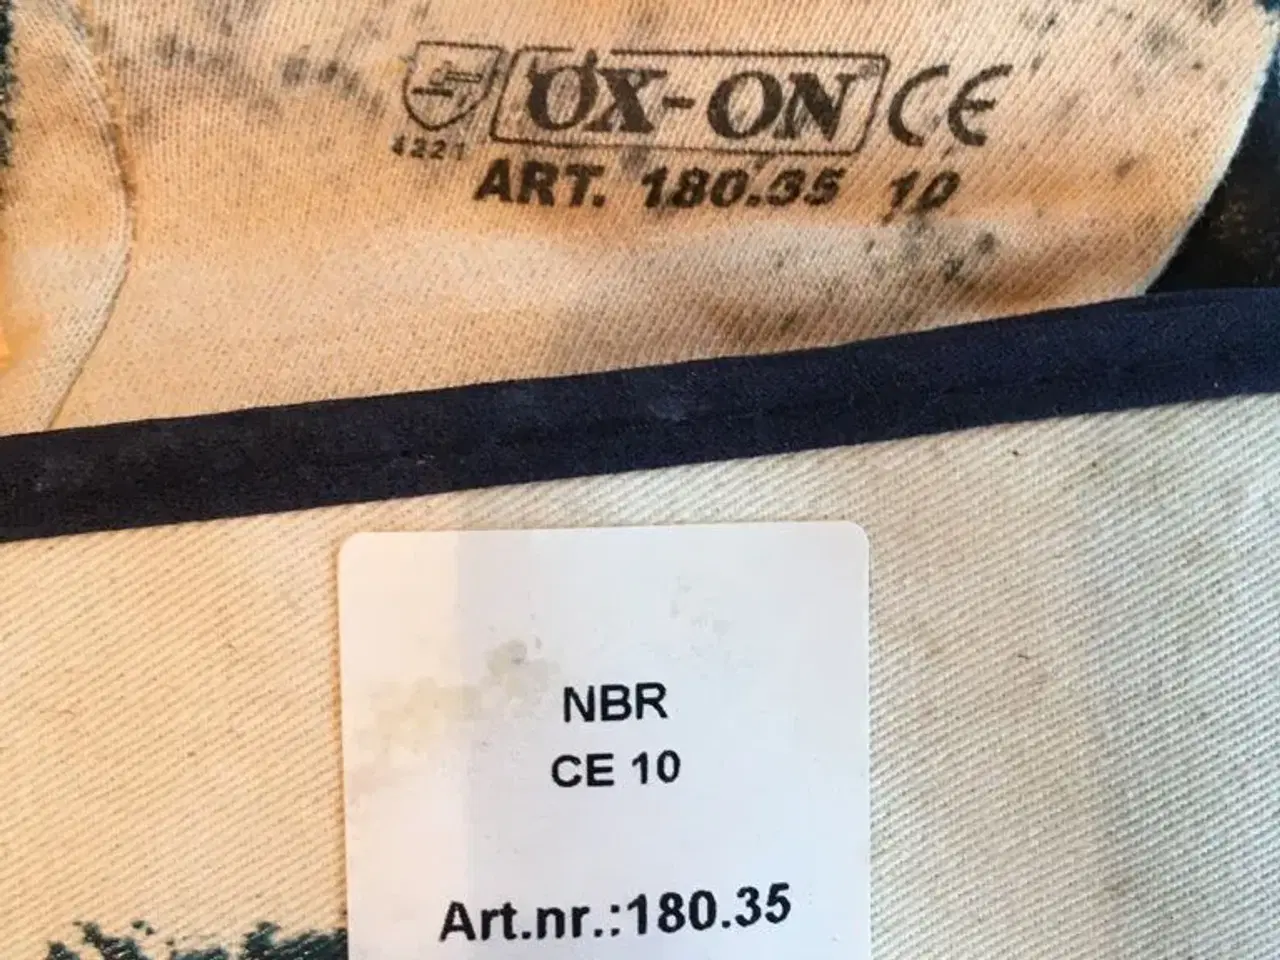 OX-ON CE
4221
ART. 180.35 10
NBR
CE 10
Art.nr.:180.35